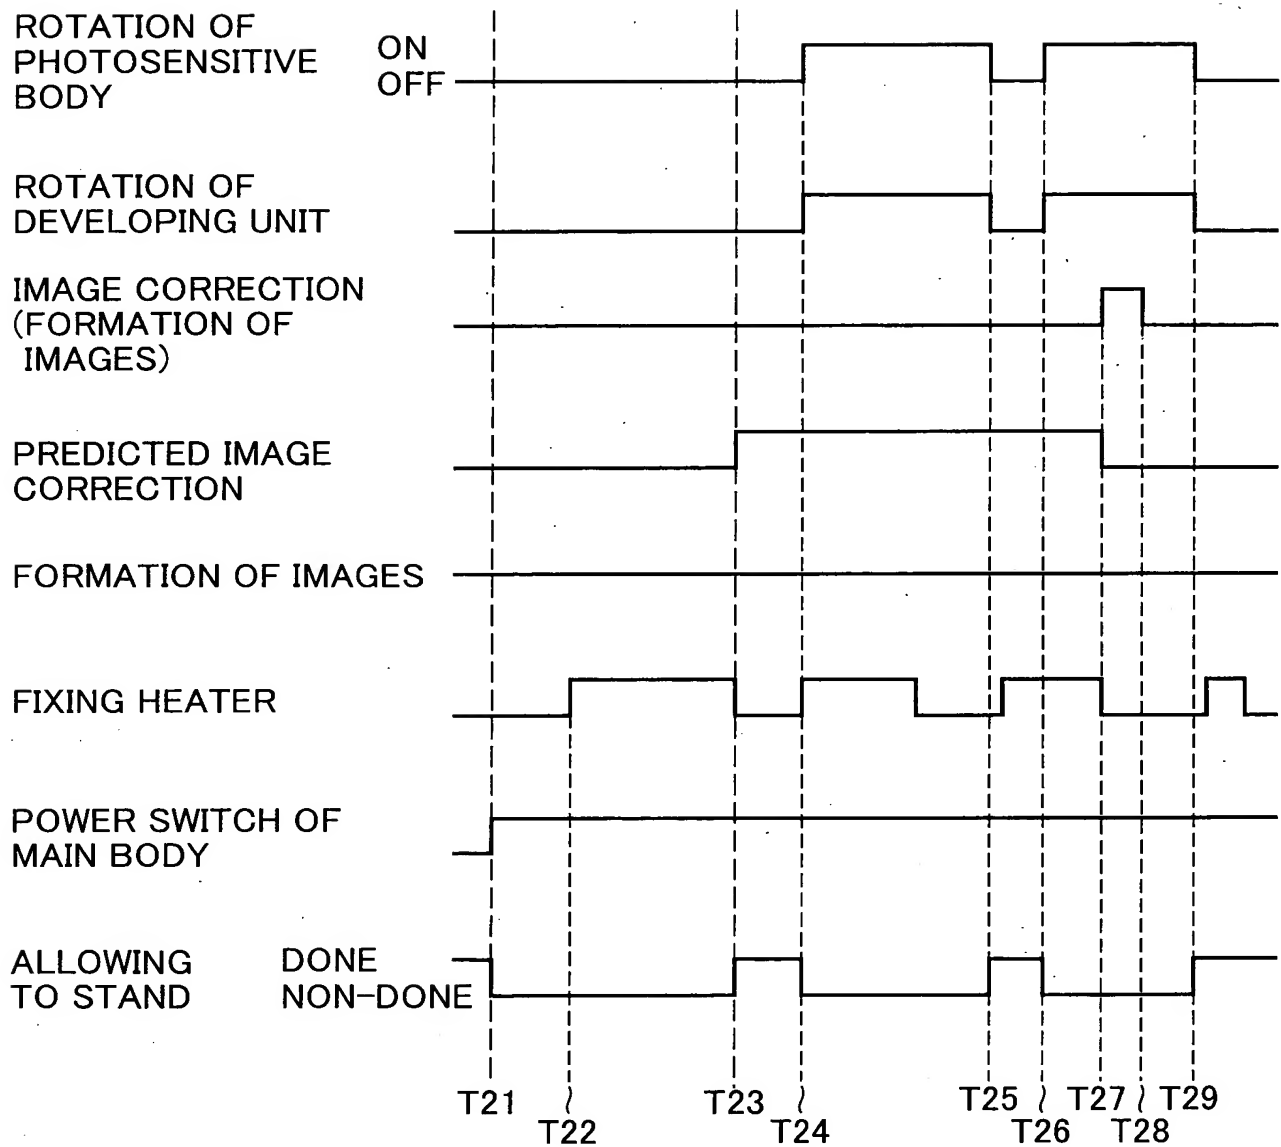 ROTATION OF
PHOTOSENSITIVE
BODY
ON
OFF
ROTATION OF
DEVELOPING UNIT
IMAGE CORRECTION
(FORMATION OF
IMAGES)
PREDICTED IMAGE
CORRECTION
FORMATION OF IMAGES
FIXING HEATER
POWER SWITCH OF
MAIN BODY
ALLOWING
TO STAND
DONE
NON-DONE
T21 T23 T25 T27 T29
T22 T24 T26 T28